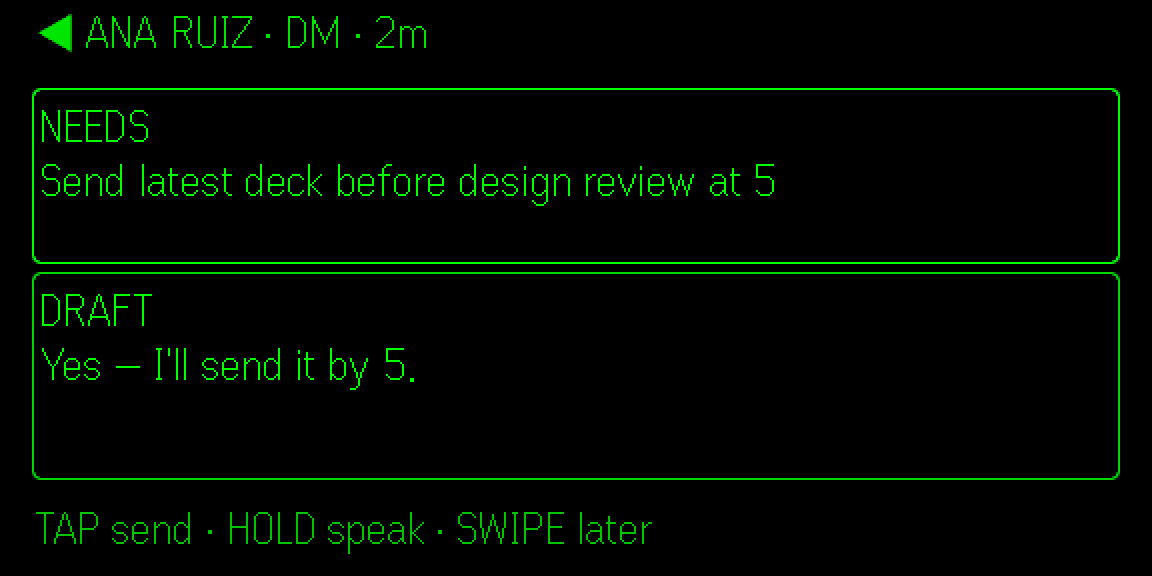 ◀ ANA RUIZ · DM · 2m
NEEDS
Send latest deck before design review at 5
DRAFT
Yes — I'll send it by 5.
TAP send · HOLD speak · SWIPE later